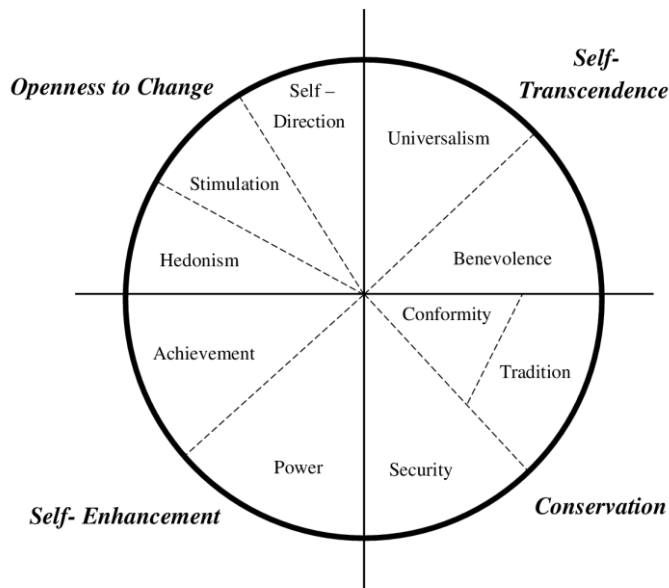 Openness to Change
Self-
Transcendence
Self –
Direction
Universalism
Stimulation
Hedonism
Benevolence
Conformity
Achievement
Tradition
Power
Security
Self- Enhancement
Conservation